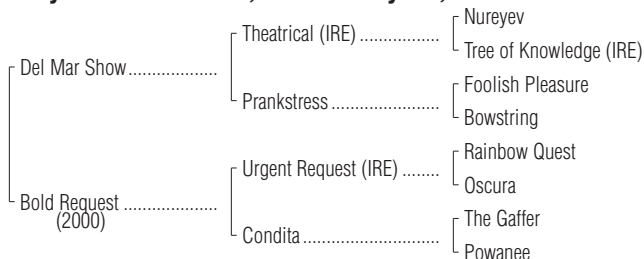 Nureyev
Theatrical (IRE) ..................
Tree of Knowledge (IRE)
Del Mar Show....................
Foolish Pleasure
Prankstress ........................
Bowstring
Rainbow Quest
Urgent Request (IRE) ........
Oscura
Bold Request .....................
(2000)
The Gaffer
Condita ..............................
Powanee